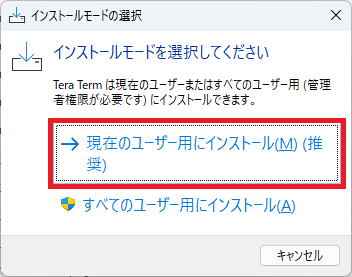 インストールモードの選択
インストールモードを選択してください
Tera Term は現在のユーザーまたはすべてのユーザー用 (管理
者権限が必要です) にインストールできます。
現在のユーザー用にインストール(M) (推
奨)
すべてのユーザー用にインストール(A)
キャンセル